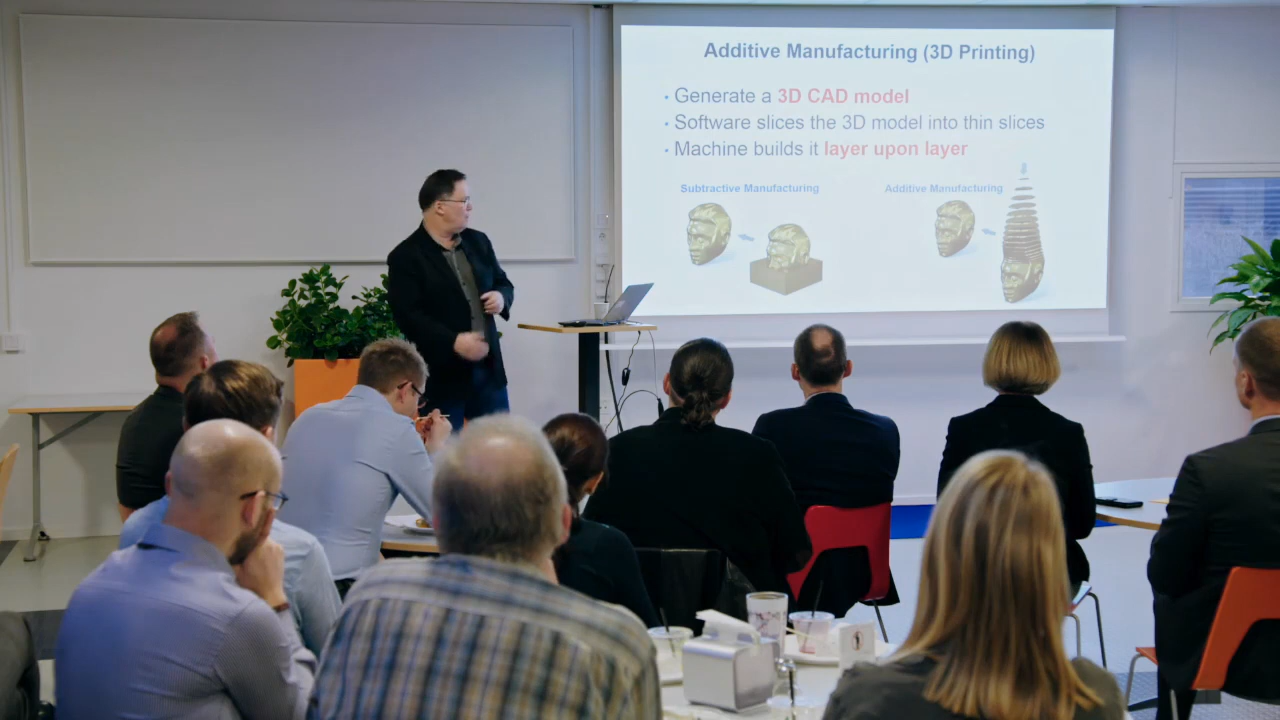 Additive Manufacturing (3D Printing)
• Generate a 3D CAD model
• Software slices the 3D model into thin slices
• Machine builds it layer upon layer
Subtractive Manufacturing
Additive Manufacturing